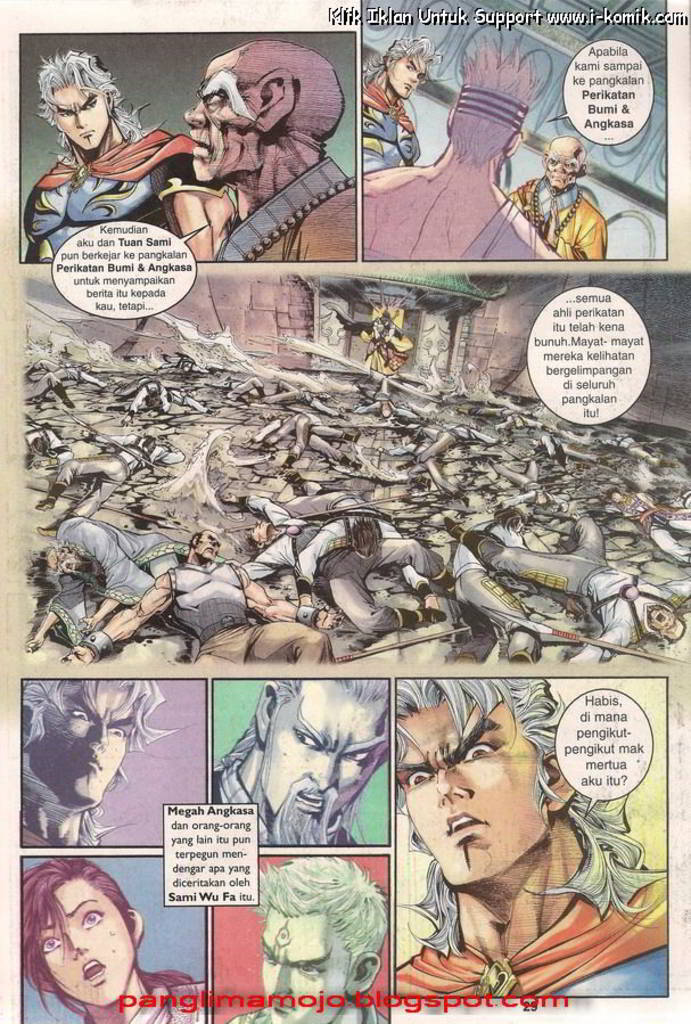 Klik Iklan Untuk Support www.i-komik.com
Kemudian
aku dan Tuan Sami
pun berkejar ke pangkalan
Perikatan Bumi & Angkasa
untuk menyampaikan
berita itu kepada
kau, tetapi...
Apabila
kami sampai
ke pangkalan
Perikatan
Bumi &
Angkasa
...
...semua
ahli perikatan
itu telah kena
bunuh.Mayat- mayat
mereka kelihatan
bergelimpangan
di seluruh
pangkalan
itu!
Megah Angkasa
dan orang-orang
yang lain itu pun
terpegun men-
dengar apa yang
diceritakan oleh
Sami Wu Fa itu.
Habis,
di mana
pengikut-
pengikut mak
mertua
aku itu?
panglimamojo.blogspot.com
29